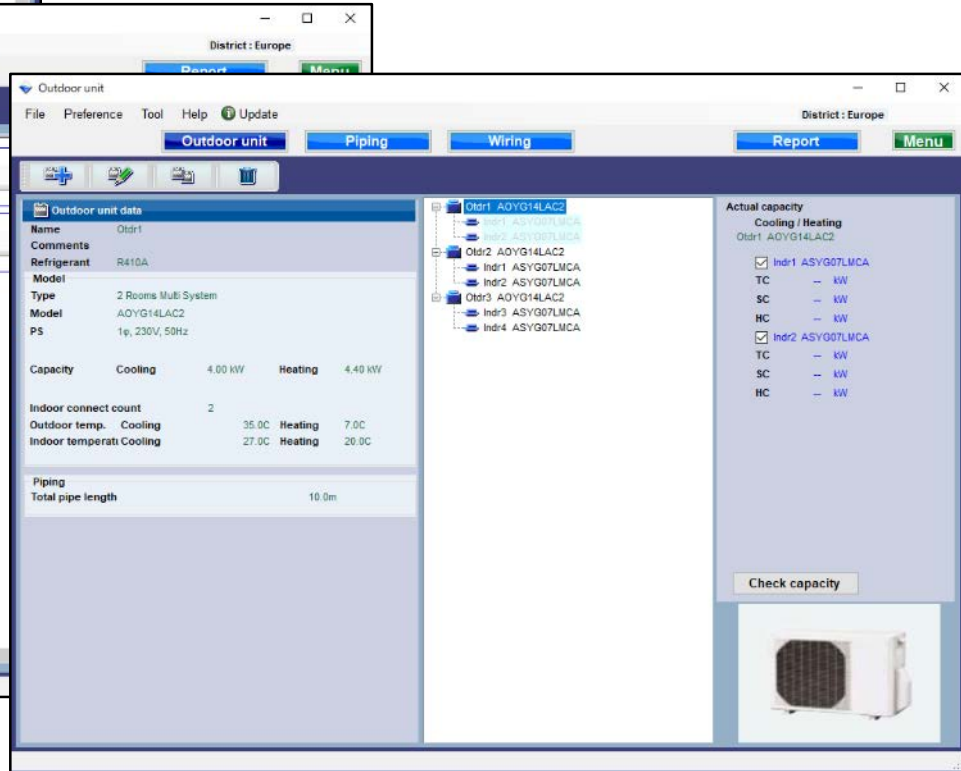 District : Europe
Report Menu
Outdoor unit
File Preference Tool Help Update
District : Europe
Outdoor unit Piping Wiring Report Menu
Outdoor unit data
Name Otdr1
Comments
Refrigerant R410A
Model
Type 2 Rooms Multi System
Model AOYG14LAC2
PS 1φ, 230V, 50Hz
Capacity Cooling 4.00 kW Heating 4.40 kW
Indoor connect count 2
Outdoor temp. Cooling 35.0C Heating 7.0C
Indoor temperati Cooling 27.0C Heating 20.0C
Piping
Total pipe length 10.0m
Otdr1 AOYG14LAC2
Indr1 ASYG07LMCA
Indr2 ASYG07LMCA
Otdr2 AOYG14LAC2
Indr1 ASYG07LMCA
Indr2 ASYG07LMCA
Otdr3 AOYG14LAC2
Indr3 ASYG07LMCA
Indr4 ASYG07LMCA
Actual capacity
Cooling / Heating
Otdr1 AOYG14LAC2
Indr1 ASYG07LMCA
TC -- kW
SC -- kW
HC -- kW
Indr2 ASYG07LMCA
TC -- kW
SC -- kW
HC -- kW
Check capacity